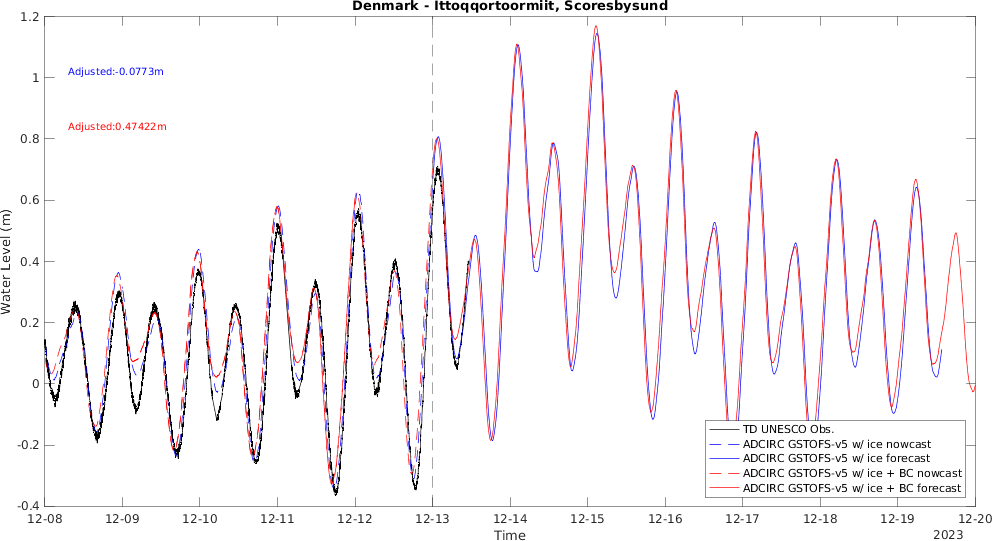 Denmark - Ittoqqortoormiit, Scoresbysund
1.2
1
0.8
0.6
0.4
0.2
0
-0.2
-0.4
Water Level (m)
Adjusted:-0.0773m
Adjusted:0.47422m
TD UNESCO Obs.
ADCIRC GSTOFS-v5 w/ ice nowcast
ADCIRC GSTOFS-v5 w/ ice forecast
ADCIRC GSTOFS-v5 w/ ice + BC nowcast
ADCIRC GSTOFS-v5 w/ ice + BC forecast
12-08 12-09 12-10 12-11 12-12 12-13 12-14 12-15 12-16 12-17 12-18 12-19 12-20
Time
2023